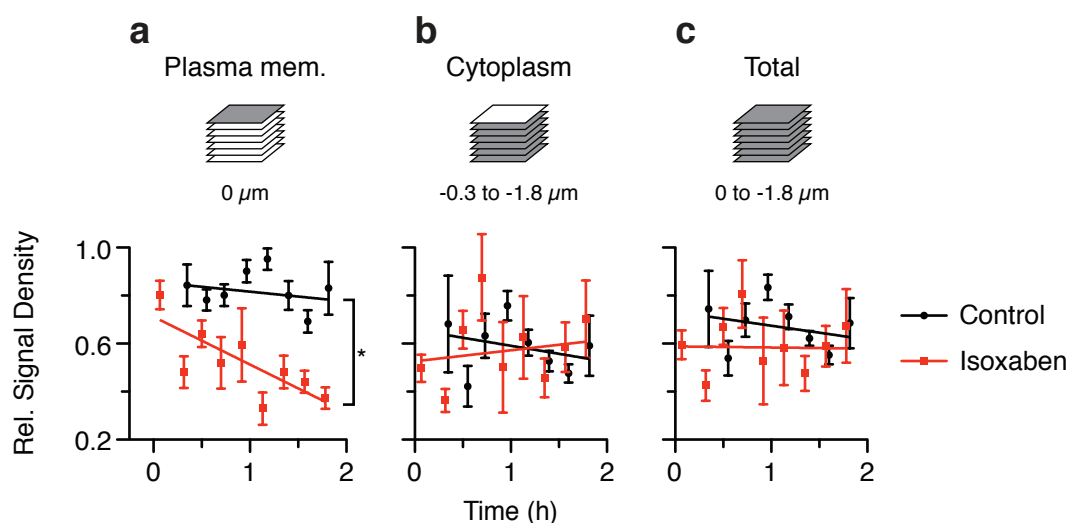 a
b
c
Plasma mem.
Cytoplasm
Total
0 µm
-0.3 to -1.8 µm
0 to -1.8 µm
Rel. Signal Density
1.0
0.6
0.2
*
Control
Isoxaben
0 1 2
0 1 2
0 1 2
Time (h)